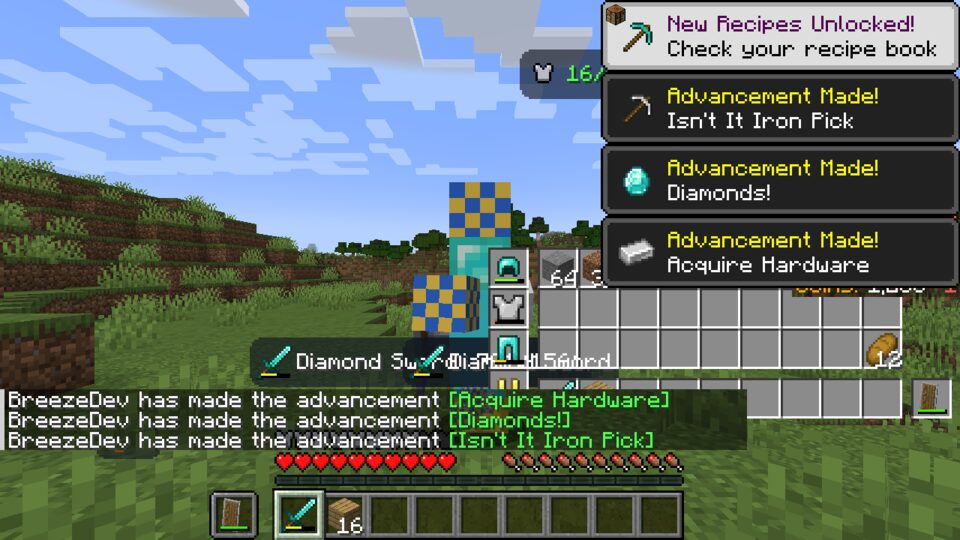 New Recipes Unlocked!
Check your recipe book
16/
Advancement Made!
Isn't It Iron Pick
Advancement Made!
Diamonds!
Advancement Made!
Acquire Hardware
64
12
Diamond
BreezeDev has made the advancement [Acquire Hardware]
BreezeDev has made the advancement [Diamonds!]
BreezeDev has made the advancement [Isn't It Iron Pick]
16